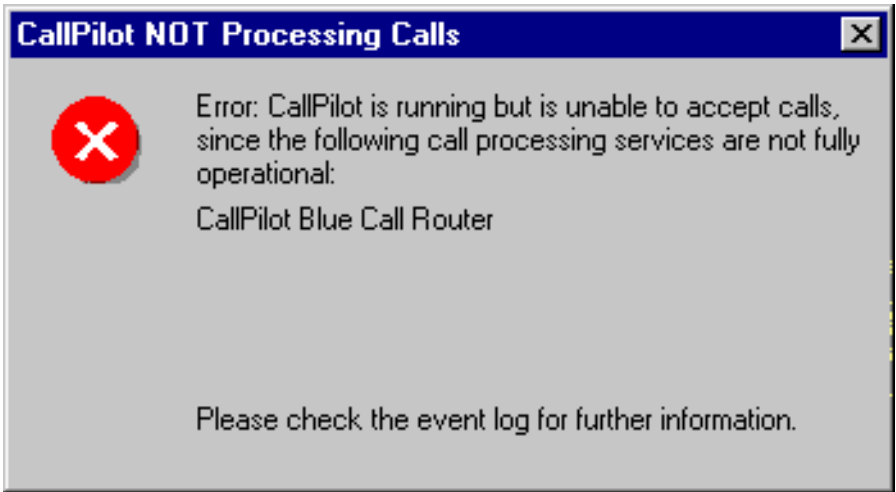 CallPilot NOT Processing Calls
Error: CallPilot is running but is unable to accept calls,
since the following call processing services are not fully
operational:
CallPilot Blue Call Router
Please check the event log for further information.